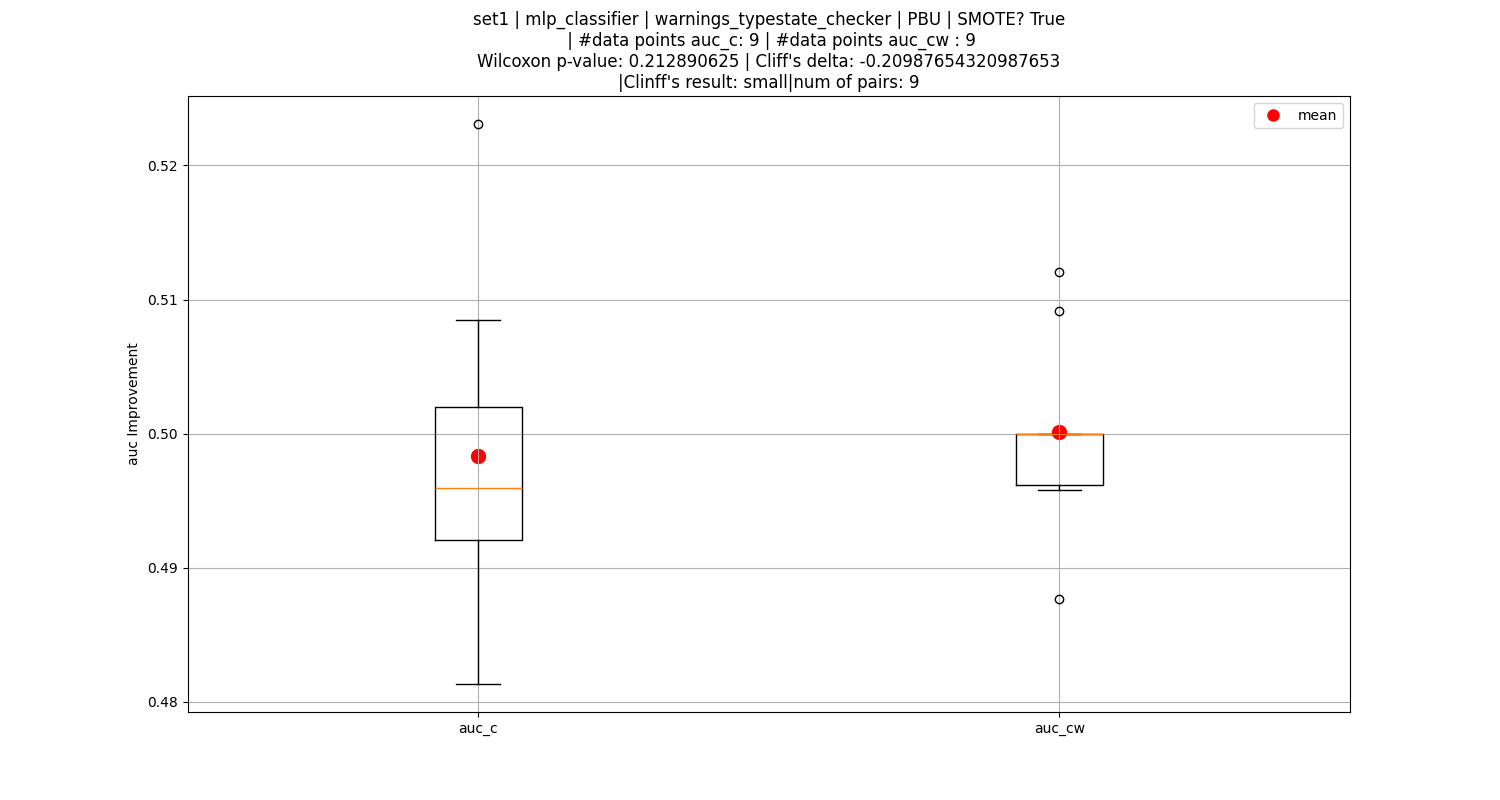 set1 | mlp_classifier | warnings_typestate_checker | PBU | SMOTE? True
| #data points auc_c: 9 | #data points auc_cw : 9
Wilcoxon p-value: 0.212890625 | Cliff's delta: -0.20987654320987653
|Clinff's result: small|num of pairs: 9
mean
0.52
0.51
0.50
0.49
0.48
auc Improvement
auc_c
auc_cw